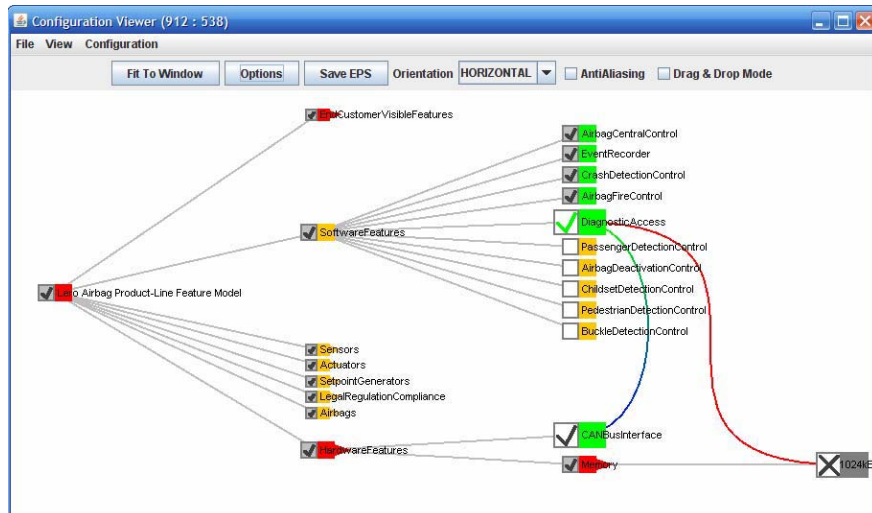 Configuration Viewer (912 : 538)
File View Configuration
Fit To Window Options Save EPS Orientation HORIZONTAL AntiAliasing Drag & Drop Mode
EndCustomerVisibleFeatures
AirbagCentralControl
EventRecorder
CrashDetectionControl
AirbagFireControl
DiagnosticAccess
SoftwareFeatures
PassengerDetectionControl
AirbagDeactivationControl
ChildsetDetectionControl
Lero Airbag Product-Line Feature Model
PedestrianDetectionControl
BuckleDetectionControl
Sensors
Actuators
SetpointGenerators
LegalRegulationCompliance
Airbags
CANBusInterface
HardwareFeatures
Memory
1024kB